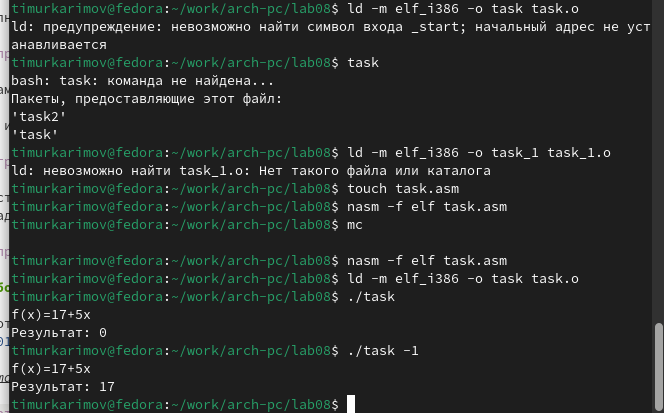 timurkarimov@fedora:~/work/arch-pc/lab08$ ld -m elf_i386 -o task task.o
ld: предупреждение: невозможно найти символ входа _start; начальный адрес не уст
анавливается
timurkarimov@fedora:~/work/arch-pc/lab08$ task
bash: task: команда не найдена...
Пакеты, предоставляющие этот файл:
'task2'
'task'
timurkarimov@fedora:~/work/arch-pc/lab08$ ld -m elf_i386 -o task_1 task_1.o
ld: невозможно найти task_1.o: Нет такого файла или каталога
timurkarimov@fedora:~/work/arch-pc/lab08$ touch task.asm
timurkarimov@fedora:~/work/arch-pc/lab08$ nasm -f elf task.asm
timurkarimov@fedora:~/work/arch-pc/lab08$ mc
timurkarimov@fedora:~/work/arch-pc/lab08$ nasm -f elf task.asm
timurkarimov@fedora:~/work/arch-pc/lab08$ ld -m elf_i386 -o task task.o
timurkarimov@fedora:~/work/arch-pc/lab08$ ./task
f(x)=17+5x
Результат: 0
timurkarimov@fedora:~/work/arch-pc/lab08$ ./task -1
f(x)=17+5x
Результат: 17
timurkarimov@fedora:~/work/arch-pc/lab08$